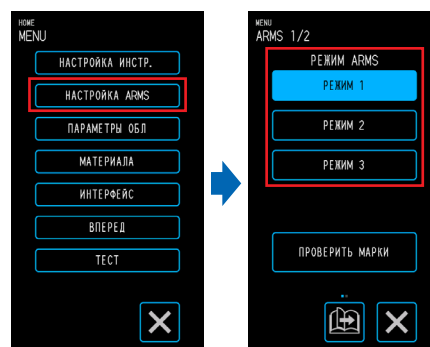 HOME
MENU
НАСТРОЙКА ИНСТР.
НАСТРОЙКА ARMS
ПАРАМЕТРЫ ОБЛ
МАТЕРИАЛА
ИНТЕРФЕЙС
ВПЕРЕД
ТЕСТ
MENU
ARMS 1/2
РЕЖИМ ARMS
РЕЖИМ 1
РЕЖИМ 2
РЕЖИМ 3
ПРОВЕРИТЬ МАРКИ